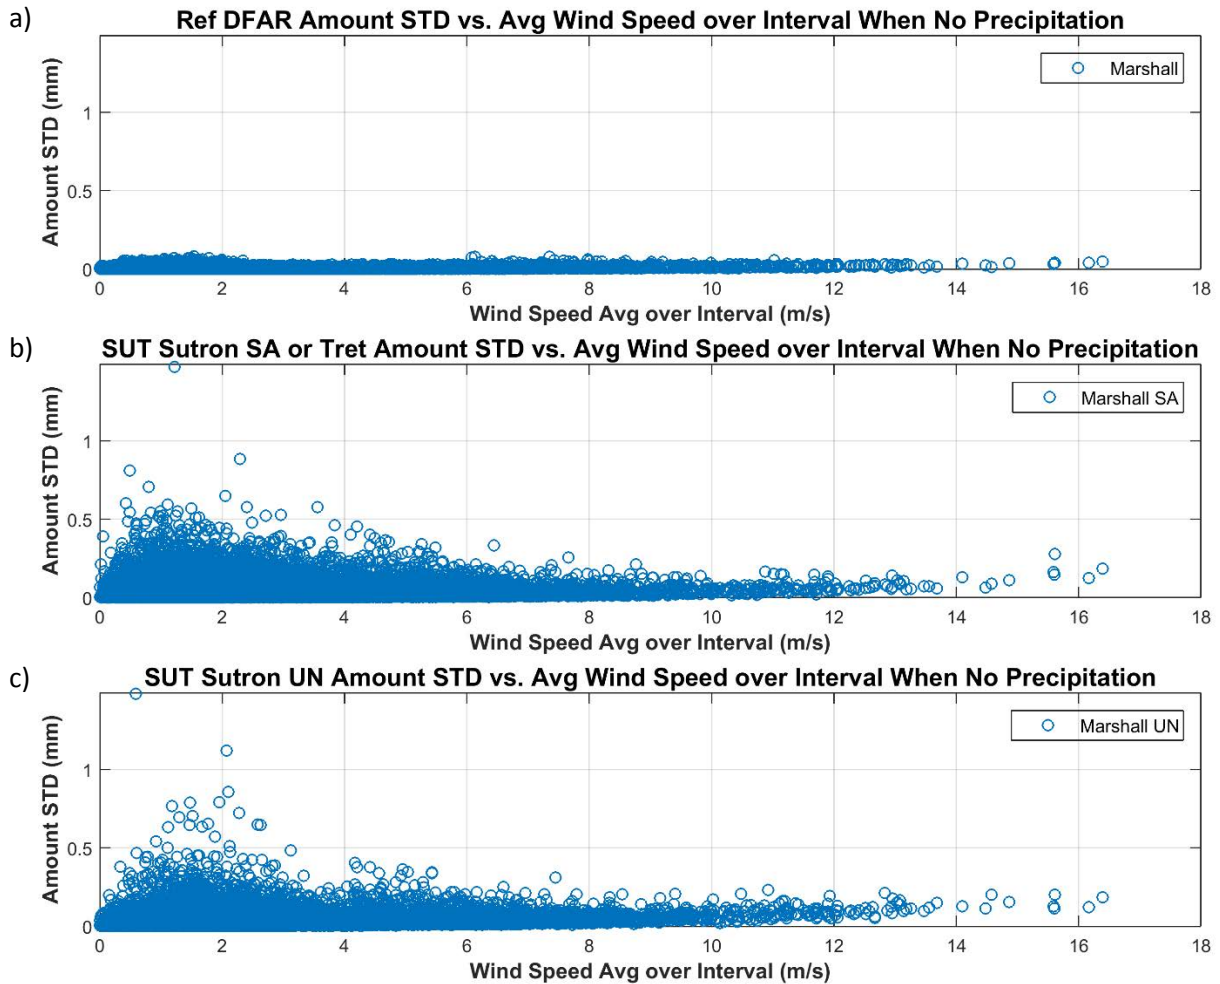 a)
Ref DFAR Amount STD vs. Avg Wind Speed over Interval When No Precipitation
Marshall
Amount STD (mm)
1
0.5
0
0 2 4 6 8 10 12 14 16 18
Wind Speed Avg over Interval (m/s)
b)
SUT Sutron SA or Tret Amount STD vs. Avg Wind Speed over Interval When No Precipitation
Marshall SA
Amount STD (mm)
1
0.5
0
0 2 4 6 8 10 12 14 16 18
Wind Speed Avg over Interval (m/s)
c)
SUT Sutron UN Amount STD vs. Avg Wind Speed over Interval When No Precipitation
Marshall UN
Amount STD (mm)
1
0.5
0
0 2 4 6 8 10 12 14 16 18
Wind Speed Avg over Interval (m/s)